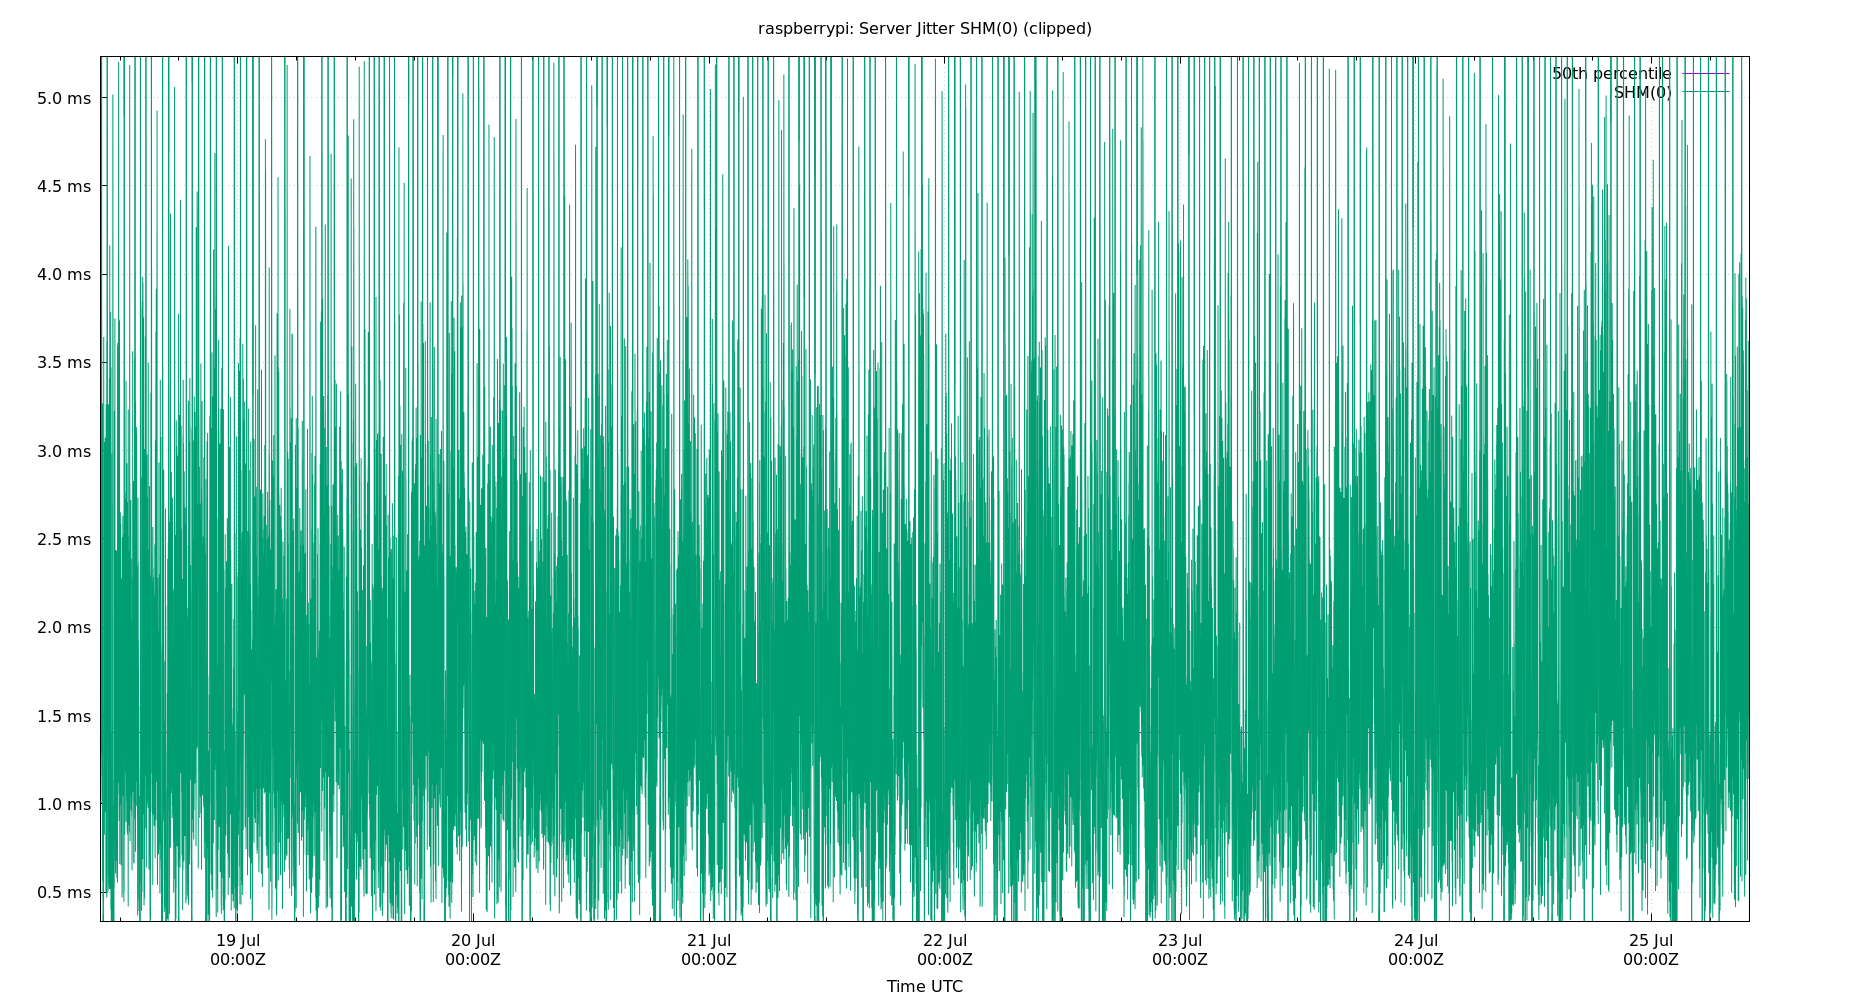 raspberrypi: Server Jitter SHM(0) (clipped)
50th percentile
SHM(0)
5.0 ms
4.5 ms
4.0 ms
3.5 ms
3.0 ms
2.5 ms
2.0 ms
1.5 ms
1.0 ms
0.5 ms
19 Jul 20 Jul 21 Jul 22 Jul 23 Jul 24 Jul 25 Jul
00:00Z 00:00Z 00:00Z 00:00Z 00:00Z 00:00Z 00:00Z
Time UTC